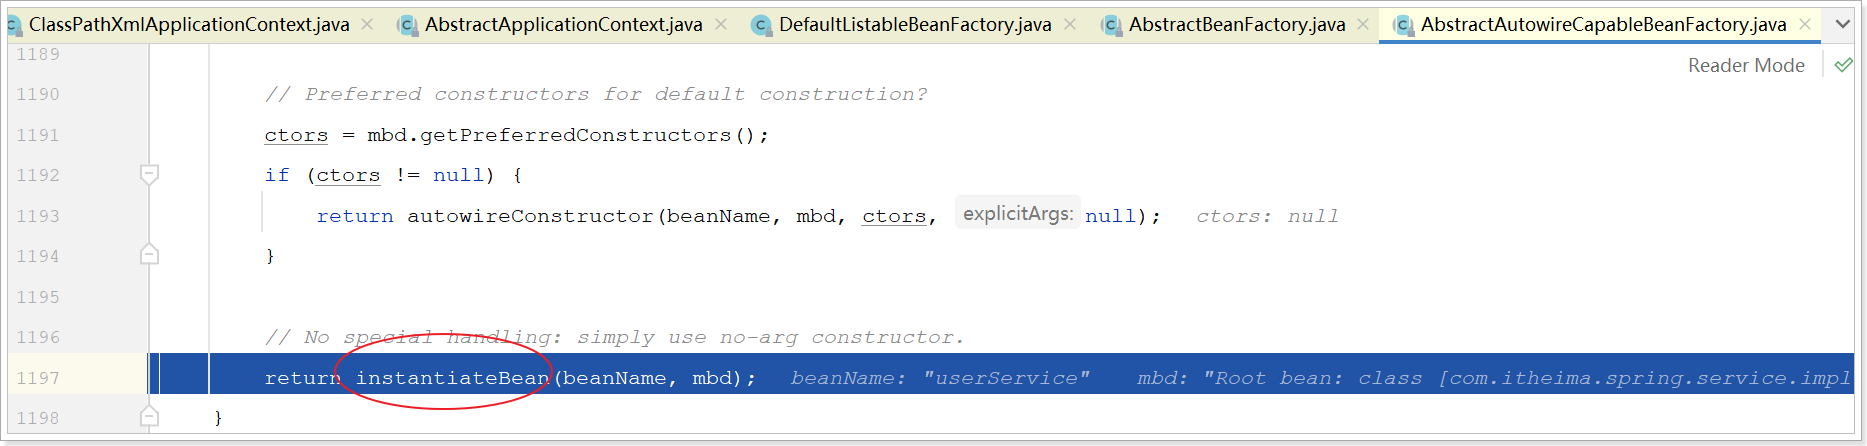 ClassPathXmlApplicationContext.java AbstractApplicationContext.java DefaultListableBeanFactory.java AbstractBeanFactory.java AbstractAutowireCapableBeanFactory.java
1189
Reader Mode
1190 // Preferred constructors for default construction?
1191 ctors = mbd.getPreferredConstructors();
1192 if (ctors != null) {
1193 return autowireConstructor(beanName, mbd, ctors, explicitArgs: null); ctors: null
1194 }
1195
1196 // No special handling: simply use no-arg constructor.
1197 return instantiateBean(beanName, mbd); beanName: "userService" mbd: "Root bean: class [com.itheima.spring.service.impl
1198 }